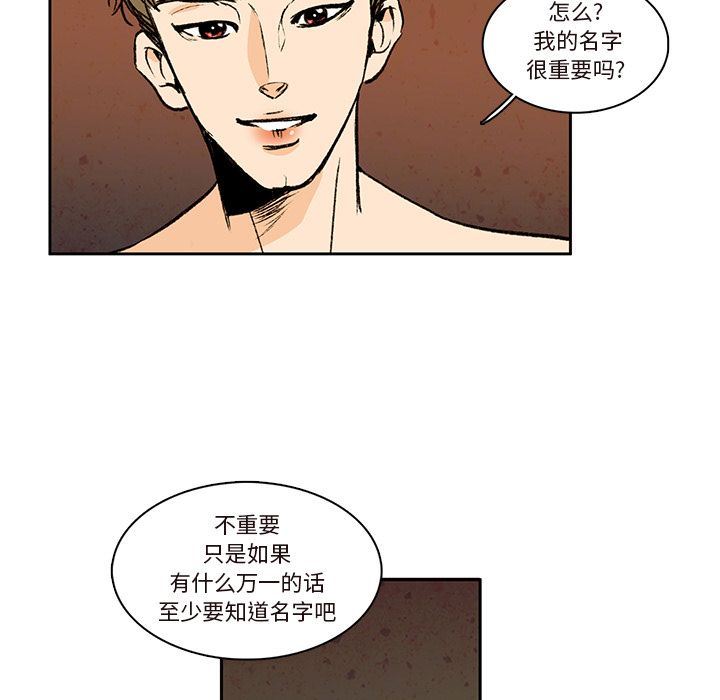 怎么?
我的名字
很重要吗?
不重要
只是如果
有什么万一的话
至少要知道名字吧